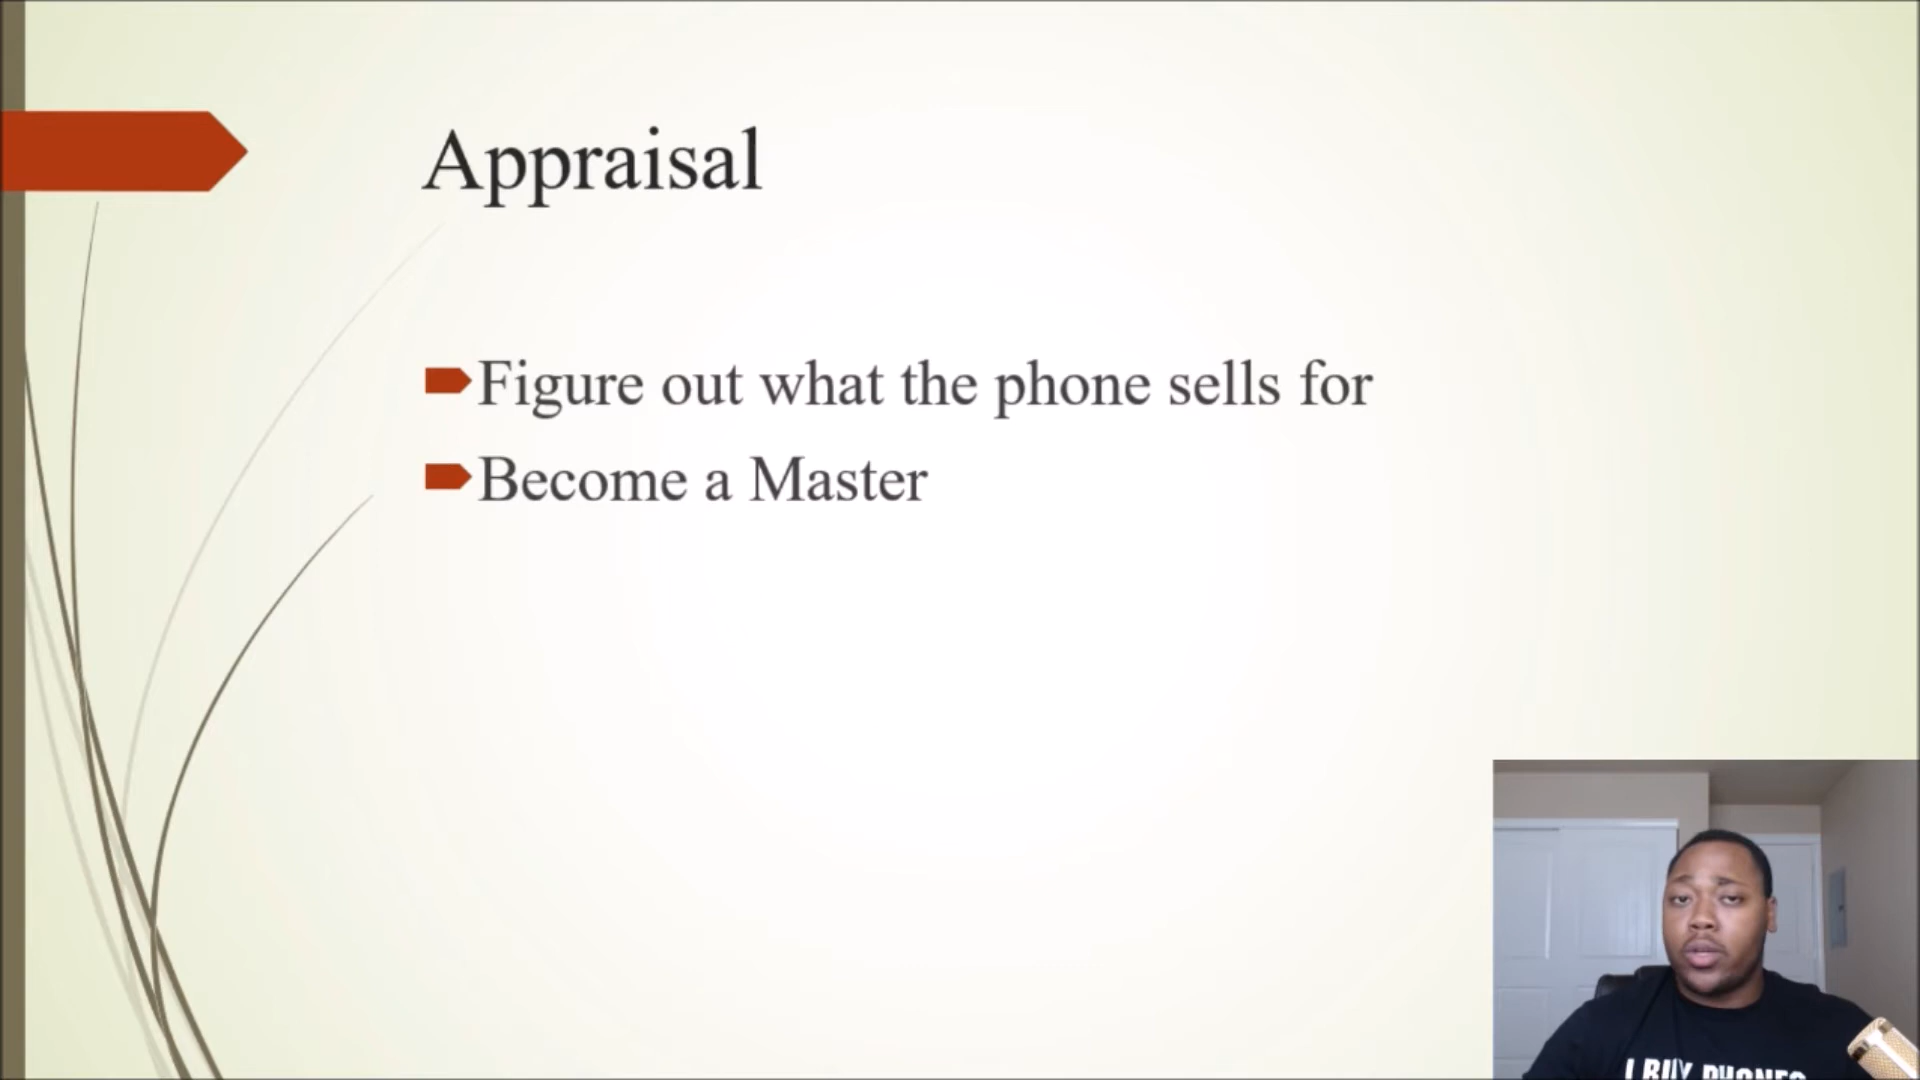 Appraisal
Figure out what the phone sells for
Become a Master
I BUY PHONES